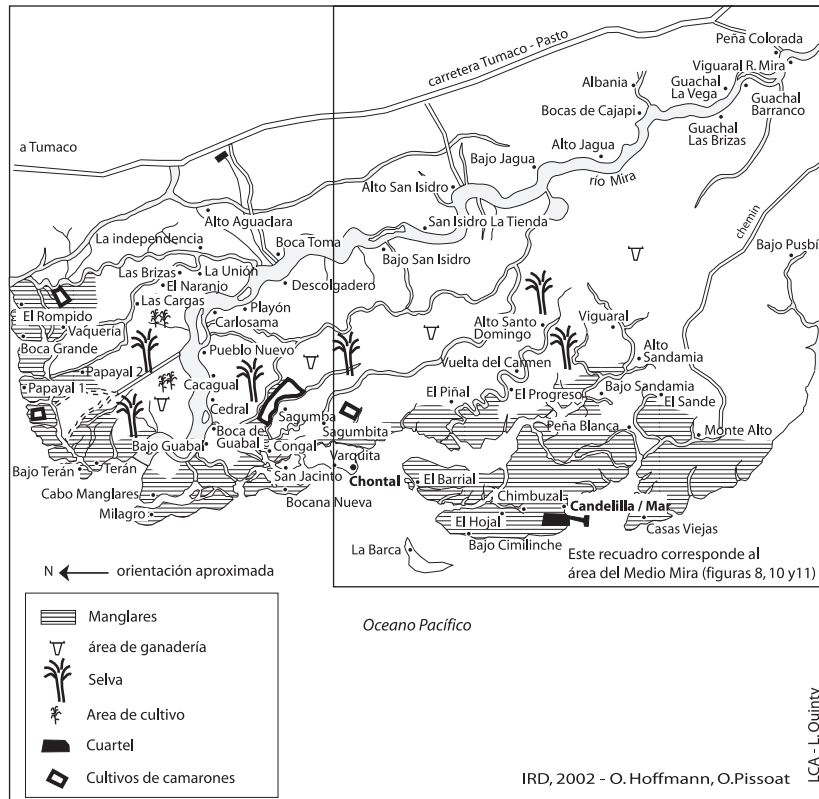 Peña Colorada
carretera Tumaco - Pasto
Viguaral R. Mira
Albania
Guachal
La Vega
Bocas de Cajapi
Guachal
Barranco
Guachal
Las Brizas
a Tumaco
Alto Jagua
Bajo Jagua
río Mira
Alto San Isidro
chemin
Alto Aguaclara
San Isidro La Tienda
La independencia
Boca Toma
Bajo San Isidro
Bajo Pusbí
Las Brizas
La Unión
El Naranjo
Descolgadero
Las Cargas
Playón
El Rompido
Carlosama
Vaquería
Alto Santo
Domingo
Viguaral
Boca Grande
Pueblo Nuevo
Alto
Sandamia
Papayal 2
Vuelta del Carmen
Papayal 1
Cacagual
El Piñal
El Progreso
Bajo Sandamia
Cedral
Sagumba
El Sande
Boca de
Guabal
Sagumbita
Peña Blanca
Monte Alto
Bajo Guabal
Congal
Varquita
Bajo Terán
Terán
San Jacinto
Chontal
El Barrial
Cabo Manglares
Bocana Nueva
Chimbuzal
Candelilla / Mar
Milagro
El Hojal
Casas Viejas
La Barca
Bajo Cimilinche
Este recuadro corresponde al
área del Medio Mira (figuras 8, 10 y11)
N orientación aproximada
Oceano Pacífico
Manglares
área de ganadería
Selva
Area de cultivo
Cuartel
Cultivos de camarones
IRD, 2002 - O. Hoffmann, O.Pissoat
LCA - L. Quinty